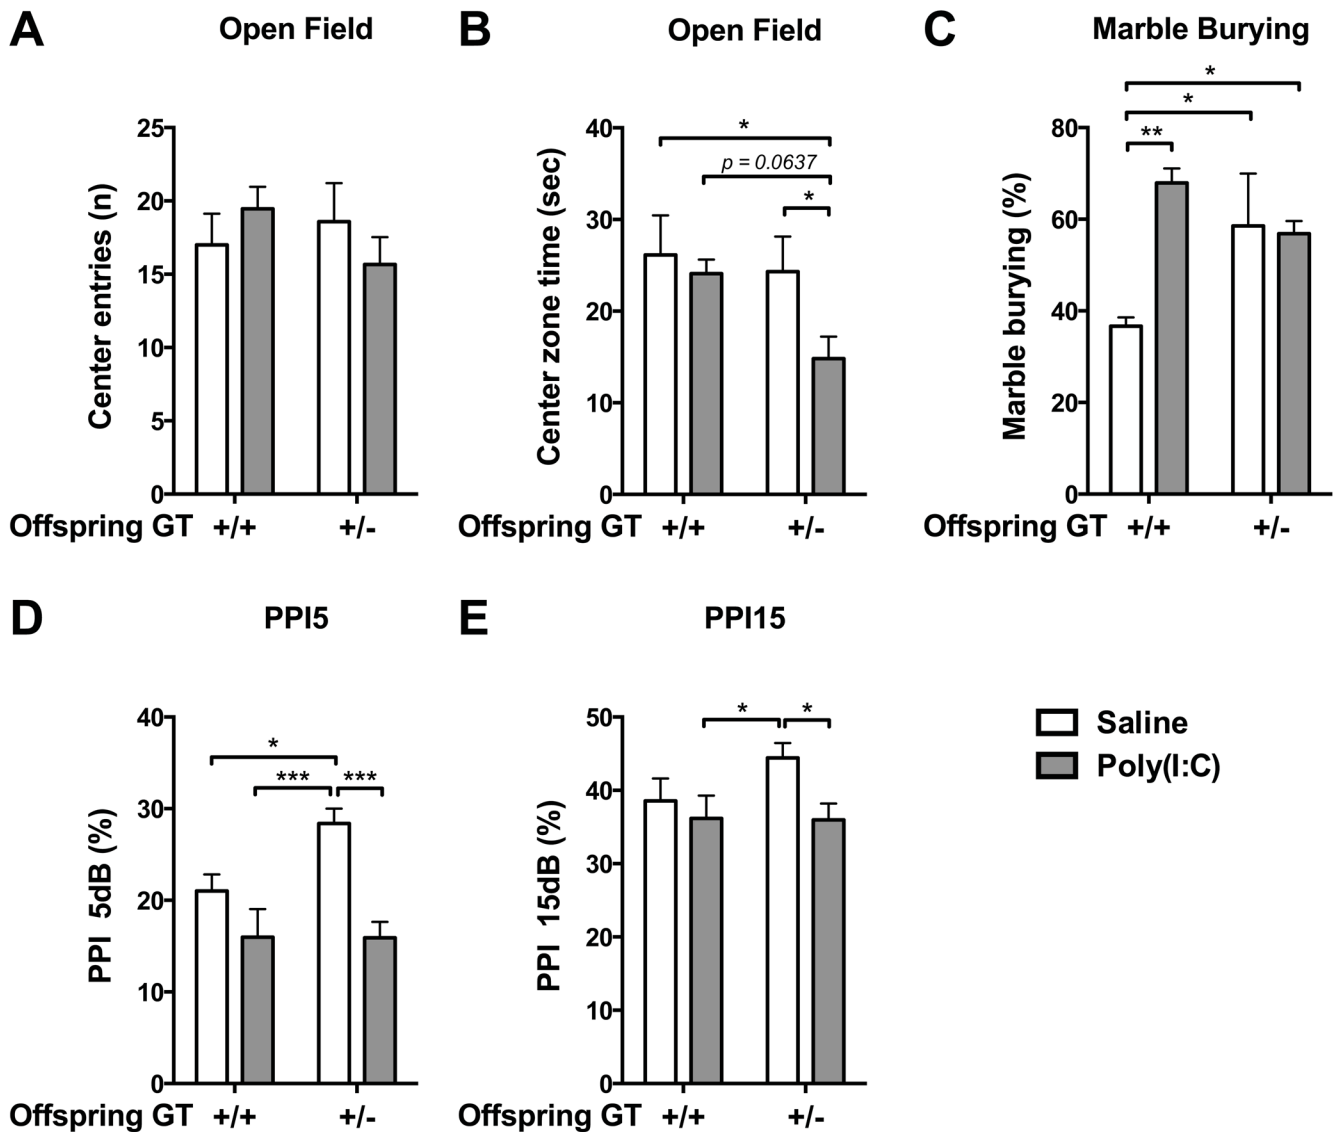 A Open Field
Center entries (n)
25
20
15
10
5
0
Offspring GT +/+ +/-
B Open Field
Center zone time (sec)
40
30
20
10
0
*
p = 0.0637
*
Offspring GT +/+ +/-
C Marble Burying
Marble burying (%)
80
60
40
20
0
*
*
**
Offspring GT +/+ +/-
D PPI5
PPI 5dB (%)
40
30
20
10
0
*
*** ***
Offspring GT +/+ +/-
E PPI15
PPI 15dB (%)
50
40
30
20
10
0
* *
Offspring GT +/+ +/-
Saline
Poly(I:C)